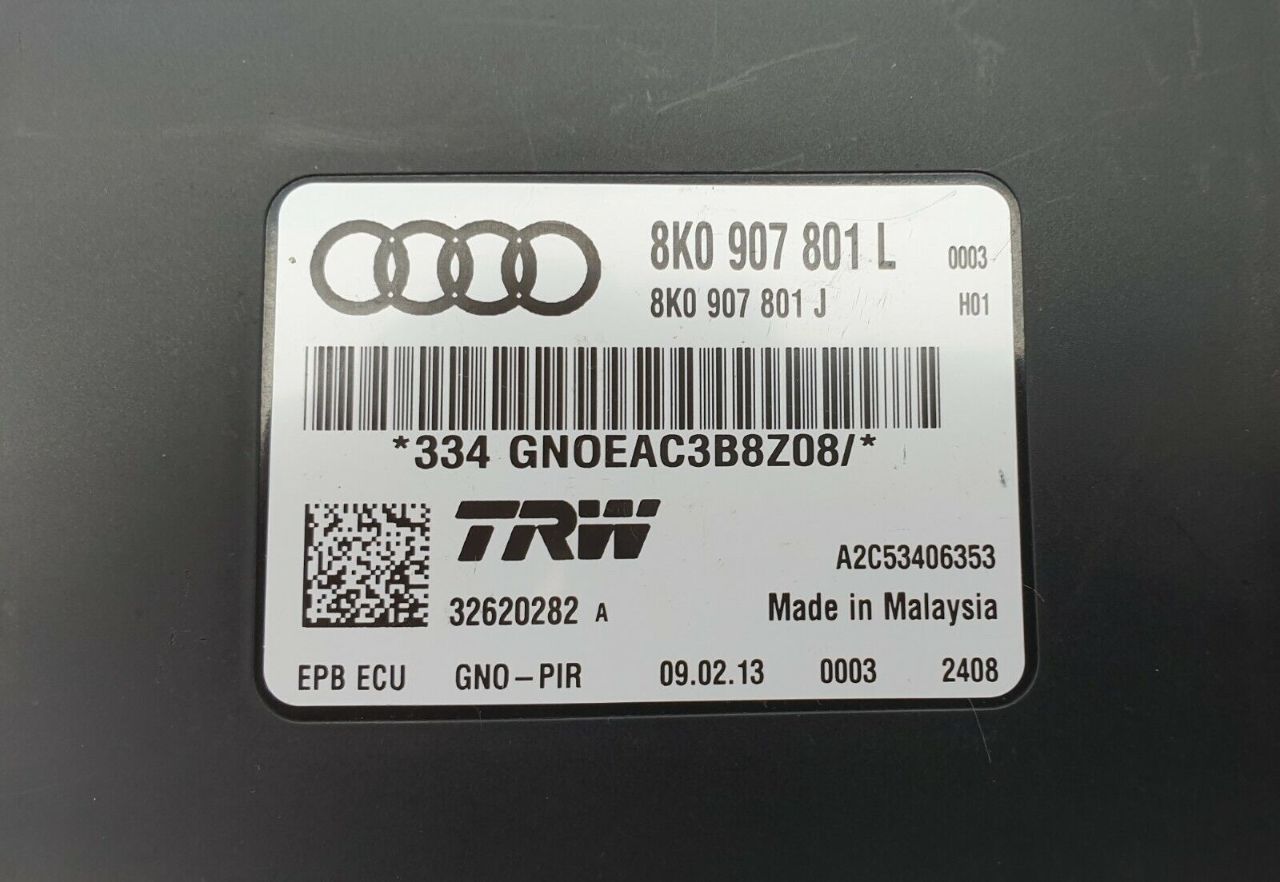 8K0 907 801 L 0003
8K0 907 801 J H01
*334 GNOEAC3B8Z08/*
TRW
A2C53406353
32620282 A Made in Malaysia
EPB ECU GNO-PIR 09.02.13 0003 2408